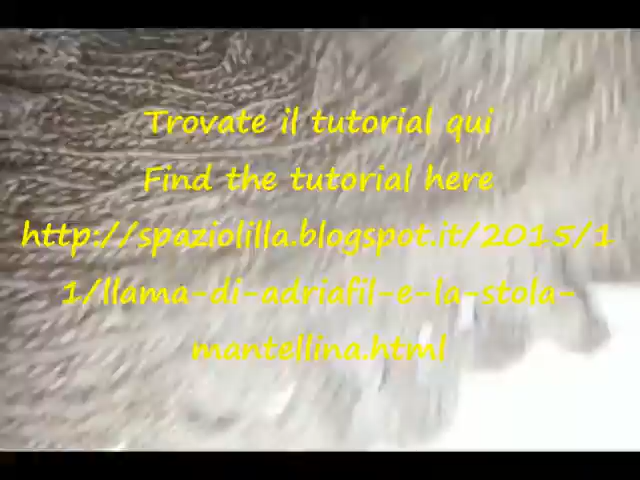 Trovate il tutorial qui
Find the tutorial here
http://spaziolilla.blogspot.it/2015/1
1/llama-di-adriafil-e-la-stola-
mantellina.html